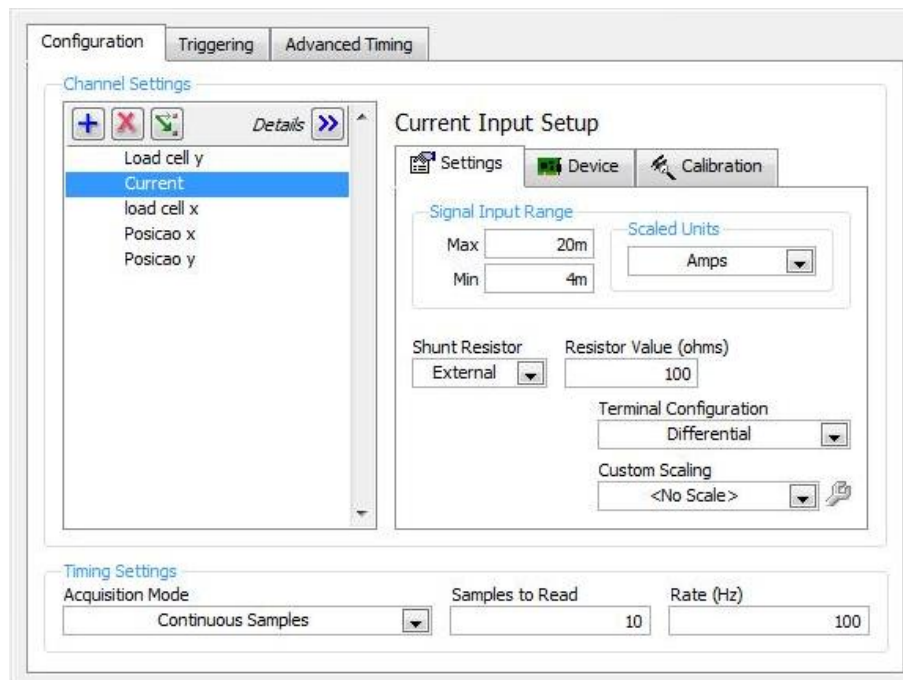 Configuration
Triggering
Advanced Timing
Channel Settings
Details
Load cell y
Current
load cell x
Posicao x
Posicao y
Current Input Setup
Settings
Device
Calibration
Signal Input Range
Max 20m
Min 4m
Scaled Units
Amps
Shunt Resistor
External
Resistor Value (ohms)
100
Terminal Configuration
Differential
Custom Scaling
<No Scale>
Timing Settings
Acquisition Mode
Continuous Samples
Samples to Read
10
Rate (Hz)
100